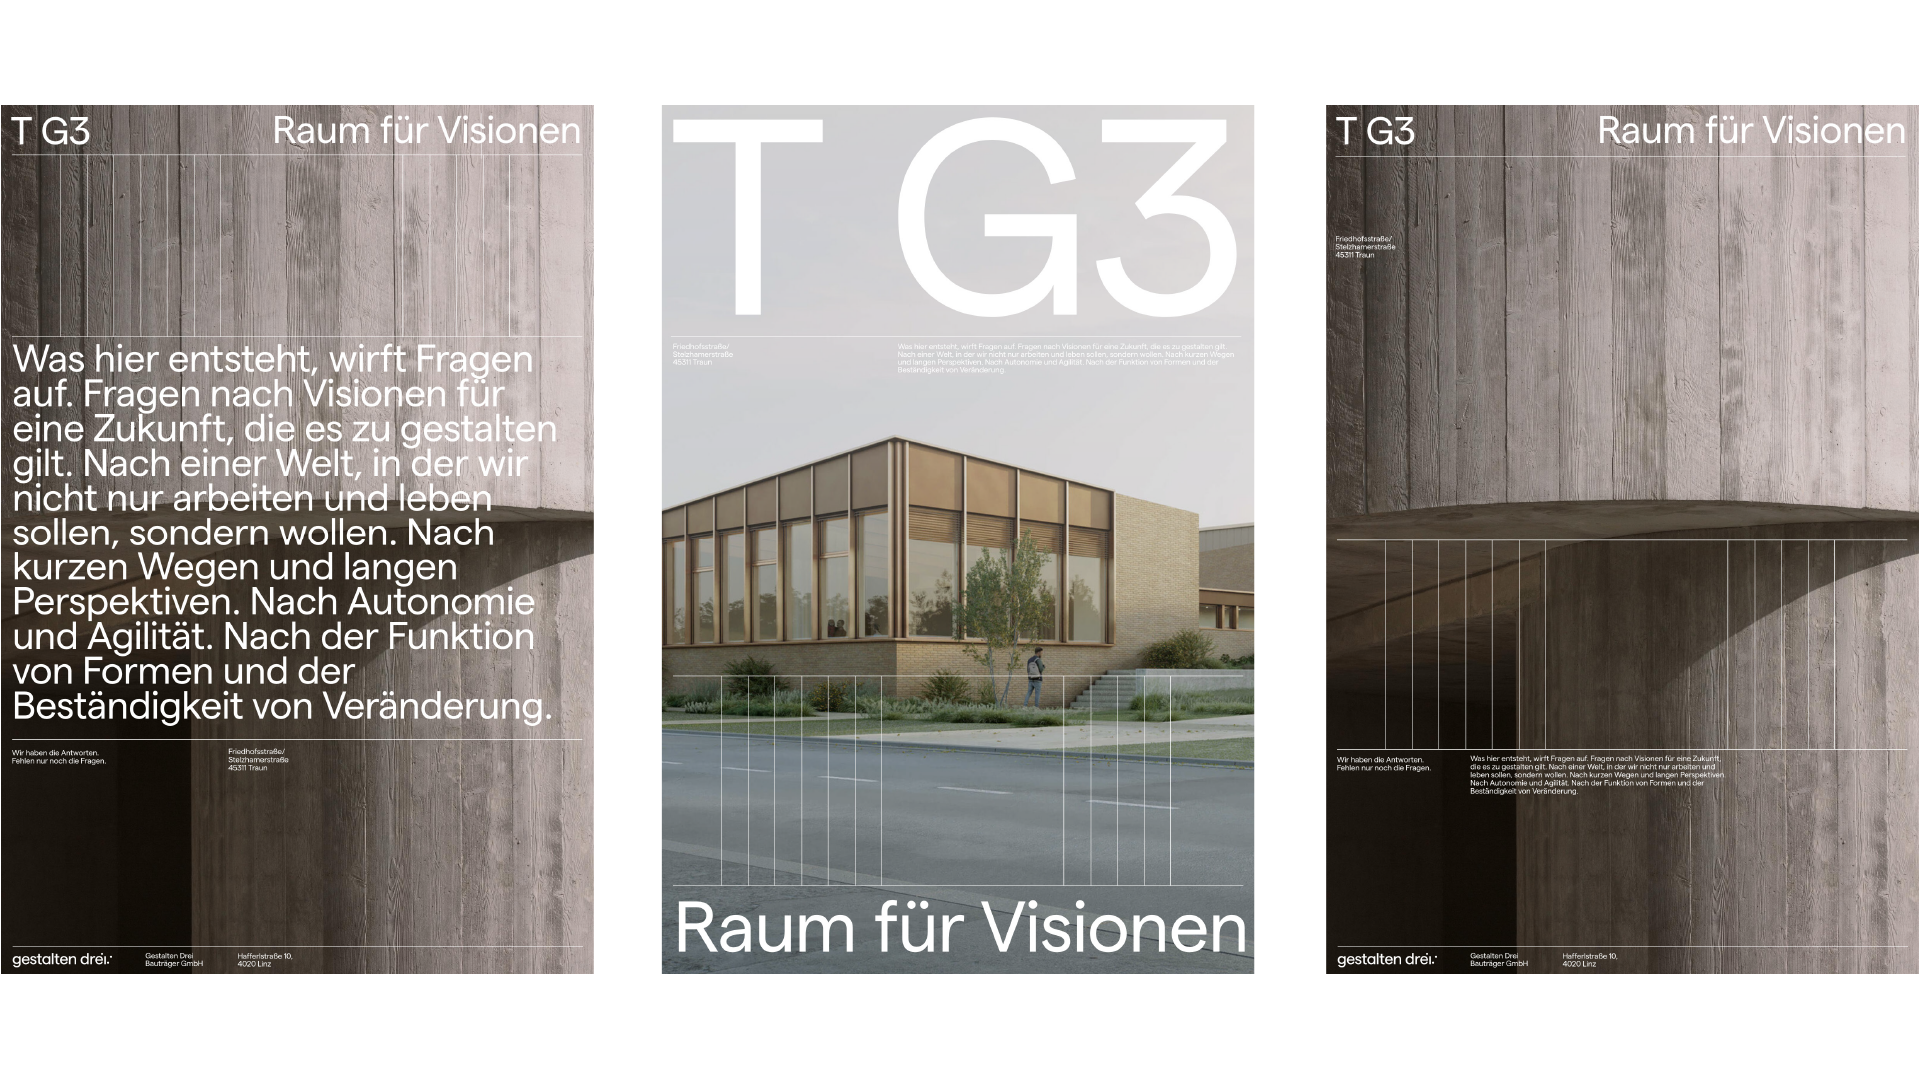 T G3
Raum für Visionen
Was hier entsteht, wirft Fragen
auf. Fragen nach Visionen für
eine Zukunft, die es zu gestalten
gilt. Nach einer Welt, in der wir
nicht nur arbeiten und leben
sollen, sondern wollen. Nach
kurzen Wegen und langen
Perspektiven. Nach Autonomie
und Agilität. Nach der Funktion
von Formen und der
Beständigkeit von Veränderung.
Wir haben die Antworten.
Fehlen nur noch die Fragen.
Friedhofsstraße/
Stelzhamerstraße
45311 Traun
gestalten drei.
Gestalten Drei
Bauträger GmbH
Hafferlstraße 10,
4020 Linz
T G3
Friedhofsstraße/
Stelzhamerstraße
45311 Traun
Was hier entsteht, wirft Fragen auf. Fragen nach Visionen für eine Zukunft, die es zu gestalten gilt.
Nach einer Welt, in der wir nicht nur arbeiten und leben sollen, sondern wollen. Nach kurzen Wegen
und langen Perspektiven. Nach Autonomie und Agilität. Nach der Funktion von Formen und der
Beständigkeit von Veränderung.
Raum für Visionen
T G3
Raum für Visionen
Friedhofsstraße/
Stelzhamerstraße
45311 Traun
Wir haben die Antworten.
Fehlen nur noch die Fragen.
Was hier entsteht, wirft Fragen auf. Fragen nach Visionen für eine Zukunft,
die es zu gestalten gilt. Nach einer Welt, in der wir nicht nur arbeiten und
leben sollen, sondern wollen. Nach kurzen Wegen und langen Perspektiven.
Nach Autonomie und Agilität. Nach der Funktion von Formen und der
Beständigkeit von Veränderung.
gestalten drei.
Gestalten Drei
Bauträger GmbH
Hafferlstraße 10,
4020 Linz